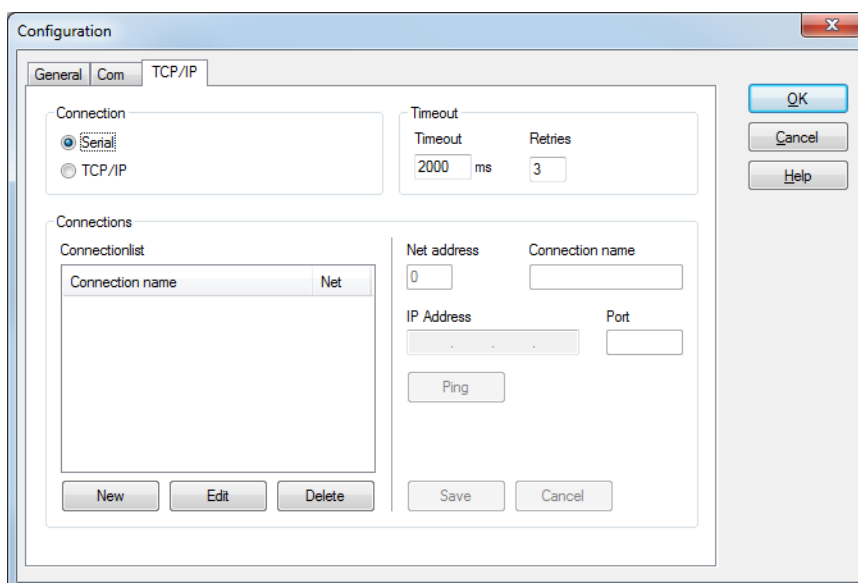 Configuration
General Com TCP/IP
Connection
Serial
TCP/IP
Timeout
Timeout Retries
2000 ms 3
OK
Cancel
Help
Connections
Connectionlist
Connection name Net
New Edit Delete
Net address Connection name
0
IP Address Port
. . .
Ping
Save Cancel